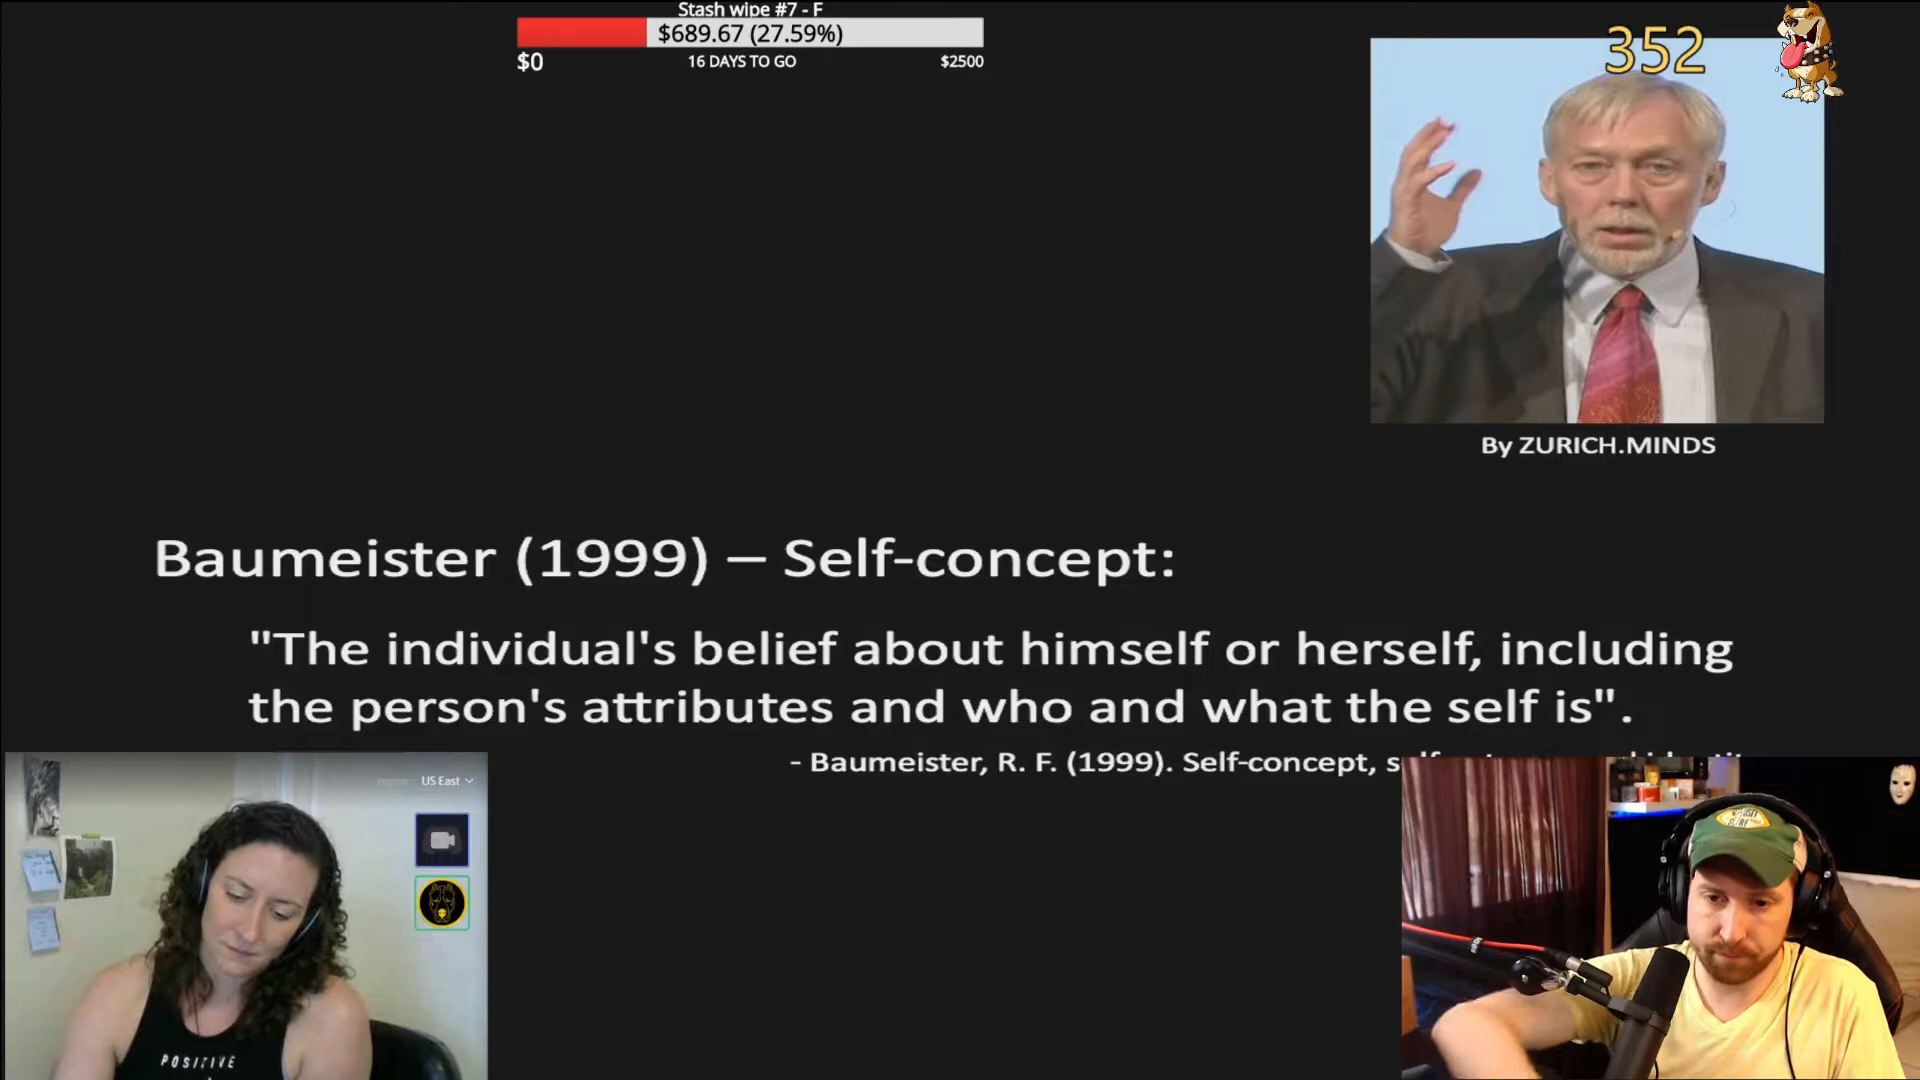 Stash wipe #7 - F
$689.67 (27.59%)
$0
16 DAYS TO GO
$2500
352
By ZURICH.MINDS
Baumeister (1999) – Self-concept:
"The individual's belief about himself or herself, including
the person's attributes and who and what the self is".
- Baumeister, R. F. (1999). Self-concept,
US East
POSITIVE